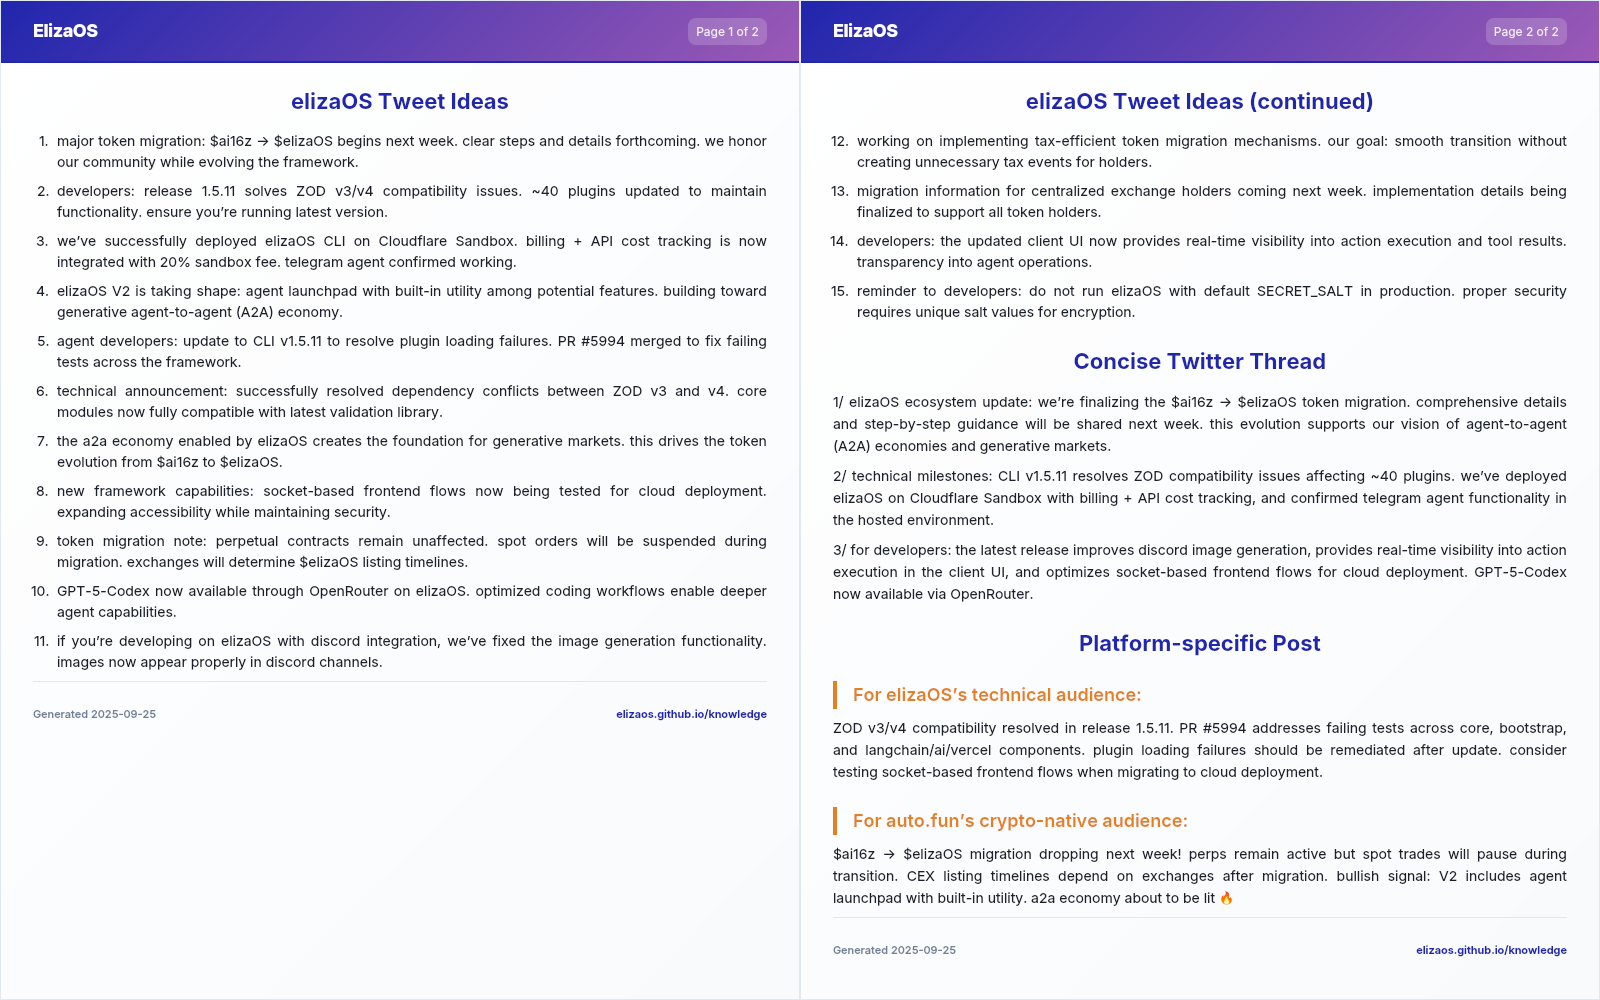 ElizaOS
Page 1 of 2
elizaOS Tweet Ideas
1. major token migration: $ai16z → $elizaOS begins next week. clear steps and details forthcoming. we honor
our community while evolving the framework.
2. developers: release 1.5.11 solves ZOD v3/v4 compatibility issues. ~40 plugins updated to maintain
functionality. ensure you’re running latest version.
3. we’ve successfully deployed elizaOS CLI on Cloudflare Sandbox. billing + API cost tracking is now
integrated with 20% sandbox fee. telegram agent confirmed working.
4. elizaOS V2 is taking shape: agent launchpad with built-in utility among potential features. building toward
generative agent-to-agent (A2A) economy.
5. agent developers: update to CLI v1.5.11 to resolve plugin loading failures. PR #5994 merged to fix failing
tests across the framework.
6. technical announcement: successfully resolved dependency conflicts between ZOD v3 and v4. core
modules now fully compatible with latest validation library.
7. the a2a economy enabled by elizaOS creates the foundation for generative markets. this drives the token
evolution from $ai16z to $elizaOS.
8. new framework capabilities: socket-based frontend flows now being tested for cloud deployment.
expanding accessibility while maintaining security.
9. token migration note: perpetual contracts remain unaffected. spot orders will be suspended during
migration. exchanges will determine $elizaOS listing timelines.
10. GPT-5-Codex now available through OpenRouter on elizaOS. optimized coding workflows enable deeper
agent capabilities.
11. if you’re developing on elizaOS with discord integration, we’ve fixed the image generation functionality.
images now appear properly in discord channels.
Generated 2025-09-25
elizaos.github.io/knowledge
ElizaOS
Page 2 of 2
elizaOS Tweet Ideas (continued)
12. working on implementing tax-efficient token migration mechanisms. our goal: smooth transition without
creating unnecessary tax events for holders.
13. migration information for centralized exchange holders coming next week. implementation details being
finalized to support all token holders.
14. developers: the updated client UI now provides real-time visibility into action execution and tool results.
transparency into agent operations.
15. reminder to developers: do not run elizaOS with default SECRET_SALT in production. proper security
requires unique salt values for encryption.
Concise Twitter Thread
1/ elizaOS ecosystem update: we’re finalizing the $ai16z → $elizaOS token migration. comprehensive details
and step-by-step guidance will be shared next week. this evolution supports our vision of agent-to-agent
(A2A) economies and generative markets.
2/ technical milestones: CLI v1.5.11 resolves ZOD compatibility issues affecting ~40 plugins. we’ve deployed
elizaOS on Cloudflare Sandbox with billing + API cost tracking, and confirmed telegram agent functionality in
the hosted environment.
3/ for developers: the latest release improves discord image generation, provides real-time visibility into action
execution in the client UI, and optimizes socket-based frontend flows for cloud deployment. GPT-5-Codex
now available via OpenRouter.
Platform-specific Post
For elizaOS’s technical audience:
ZOD v3/v4 compatibility resolved in release 1.5.11. PR #5994 addresses failing tests across core, bootstrap,
and langchain/ai/vercel components. plugin loading failures should be remediated after update. consider
testing socket-based frontend flows when migrating to cloud deployment.
For auto.fun’s crypto-native audience:
$ai16z → $elizaOS migration dropping next week! perps remain active but spot trades will pause during
transition. CEX listing timelines depend on exchanges after migration. bullish signal: V2 includes agent
launchpad with built-in utility. a2a economy about to be lit 🔥
Generated 2025-09-25
elizaos.github.io/knowledge